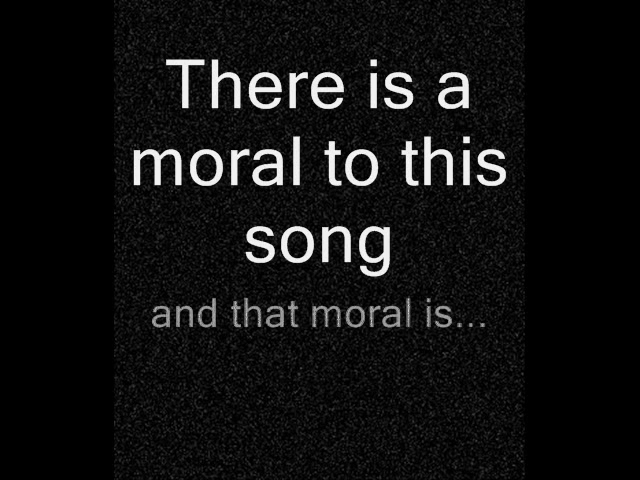 There is a
moral to this
song
and that moral is...